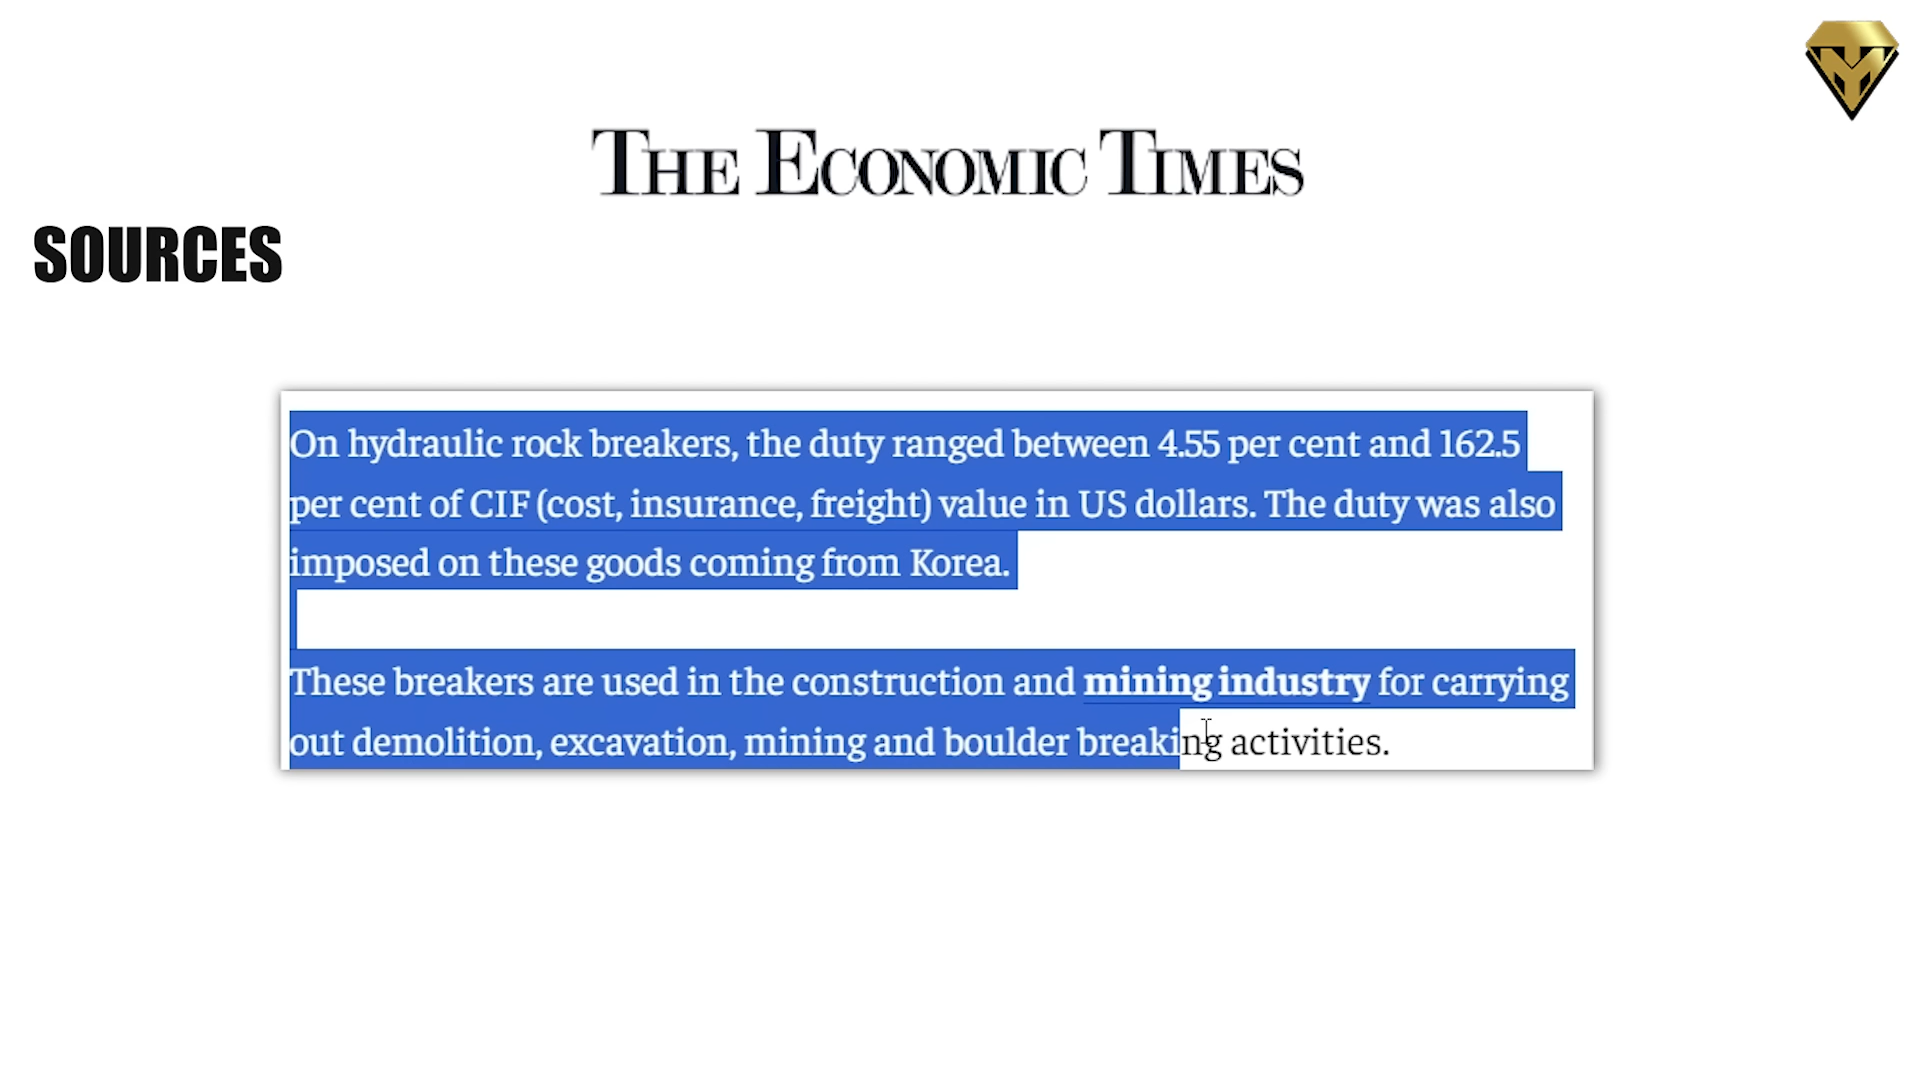 THE ECONOMIC TIMES
SOURCES
On hydraulic rock breakers, the duty ranged between 4.55 per cent and 162.5
per cent of CIF (cost, insurance, freight) value in US dollars. The duty was also
imposed on these goods coming from Korea.
These breakers are used in the construction and mining industry for carrying
out demolition, excavation, mining and boulder breaking activities.